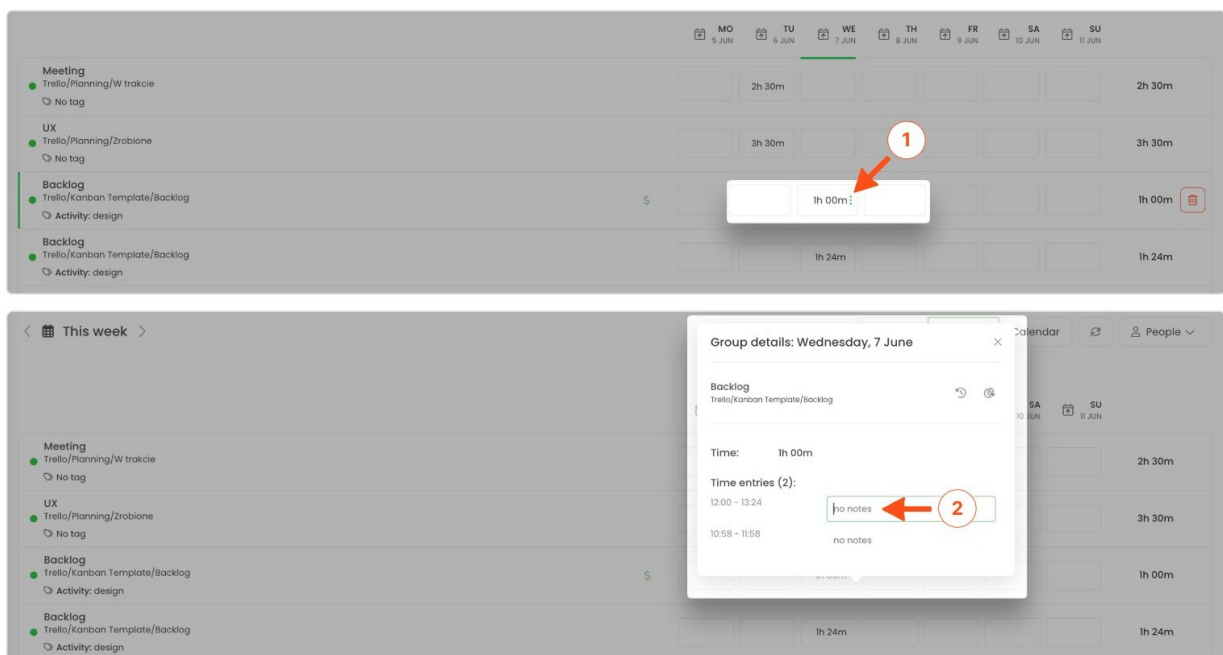 MO TU WE TH FR SA SU
5 JUN 6 JUN 7 JUN 8 JUN 9 JUN 10 JUN 11 JUN
Meeting
Trello/Planning/W trakcie
No tag
2h 30m 2h 30m
UX
Trello/Planning/Zrobione
No tag
3h 30m 3h 30m
1
Backlog
Trello/Kanban Template/Backlog
Activity: design
$ 1h 00m 1h 00m
Backlog
Trello/Kanban Template/Backlog
Activity: design
1h 24m 1h 24m
This week
Calendar People
Group details: Wednesday, 7 June
Backlog
Trello/Kanban Template/Backlog
SA SU
10 JUN 11 JUN
Time: 1h 00m
Time entries (2):
12:00 - 13:24 no notes 2
10:58 - 11:58 no notes
Meeting
Trello/Planning/W trakcie
No tag
2h 30m
UX
Trello/Planning/Zrobione
No tag
3h 30m
Backlog
Trello/Kanban Template/Backlog
Activity: design
$ 1h 00m
Backlog
Trello/Kanban Template/Backlog
Activity: design
1h 24m 1h 24m